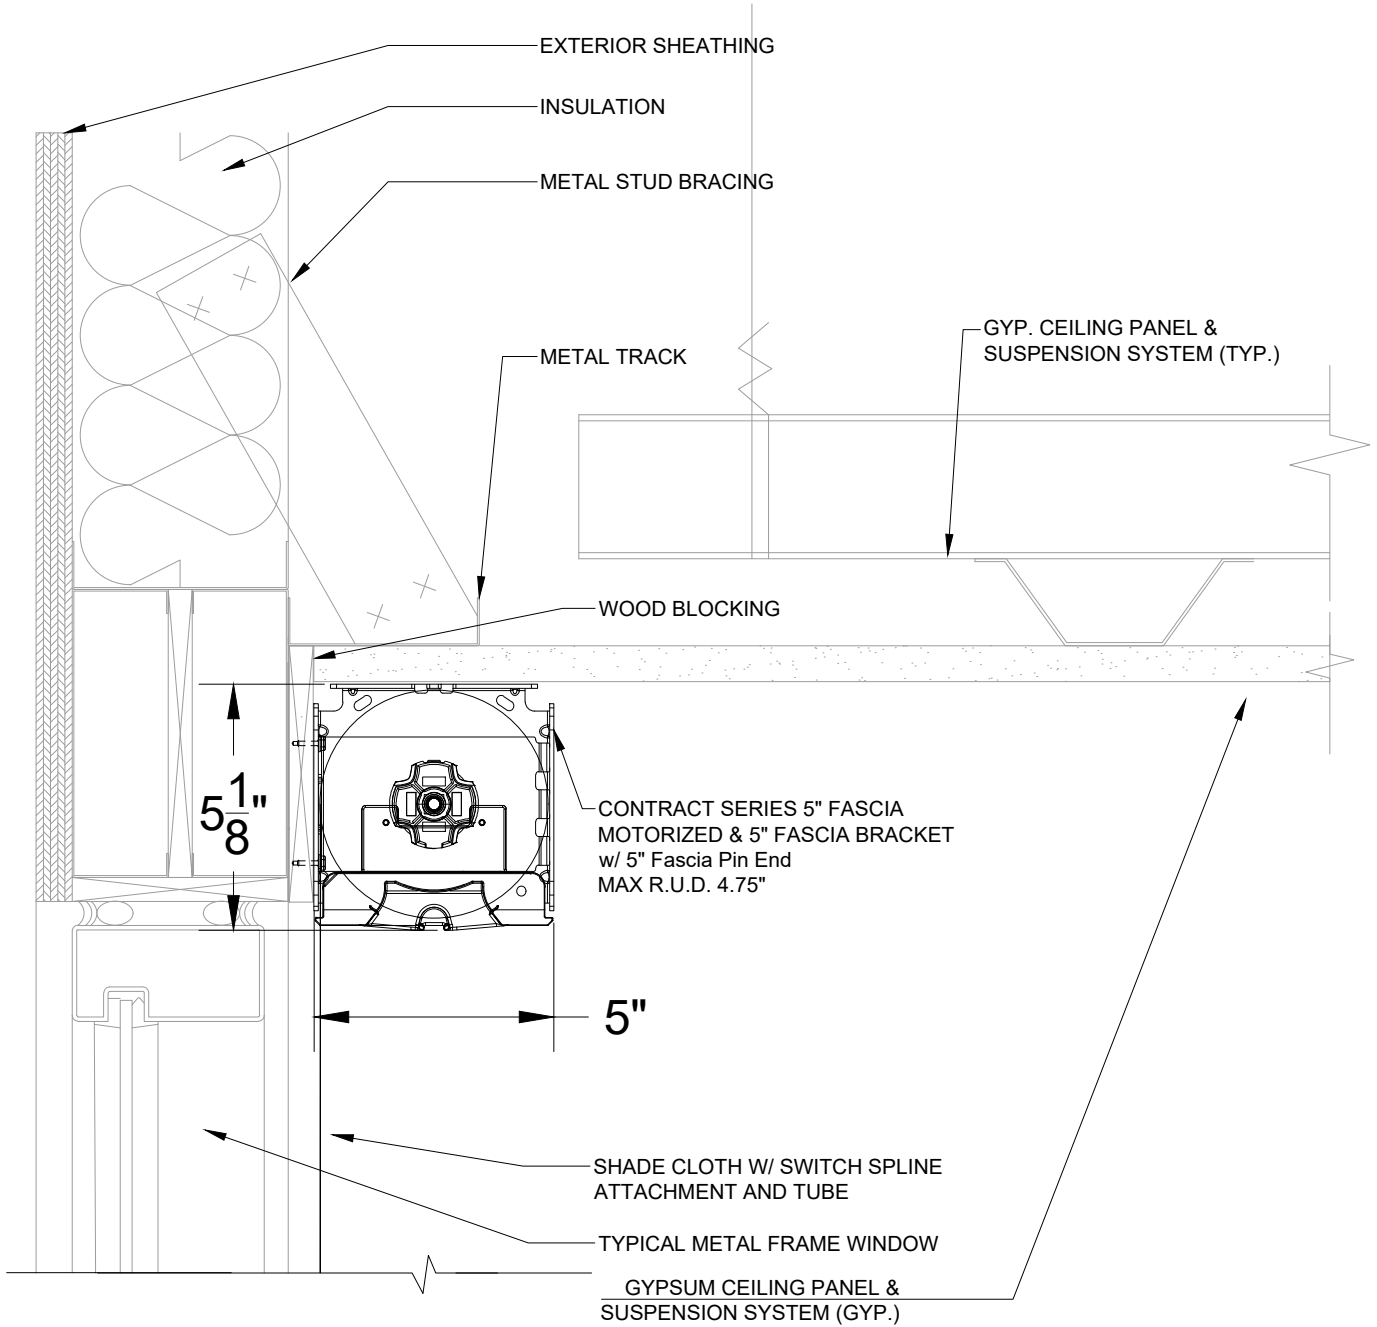 EXTERIOR SHEATHING
INSULATION
METAL STUD BRACING
GYP. CEILING PANEL &
SUSPENSION SYSTEM (TYP.)
METAL TRACK
WOOD BLOCKING
5 1/8"
CONTRACT SERIES 5" FASCIA
MOTORIZED & 5" FASCIA BRACKET
w/ 5" Fascia Pin End
MAX R.U.D. 4.75"
5"
SHADE CLOTH W/ SWITCH SPLINE
ATTACHMENT AND TUBE
TYPICAL METAL FRAME WINDOW
GYPSUM CEILING PANEL &
SUSPENSION SYSTEM (GYP.)